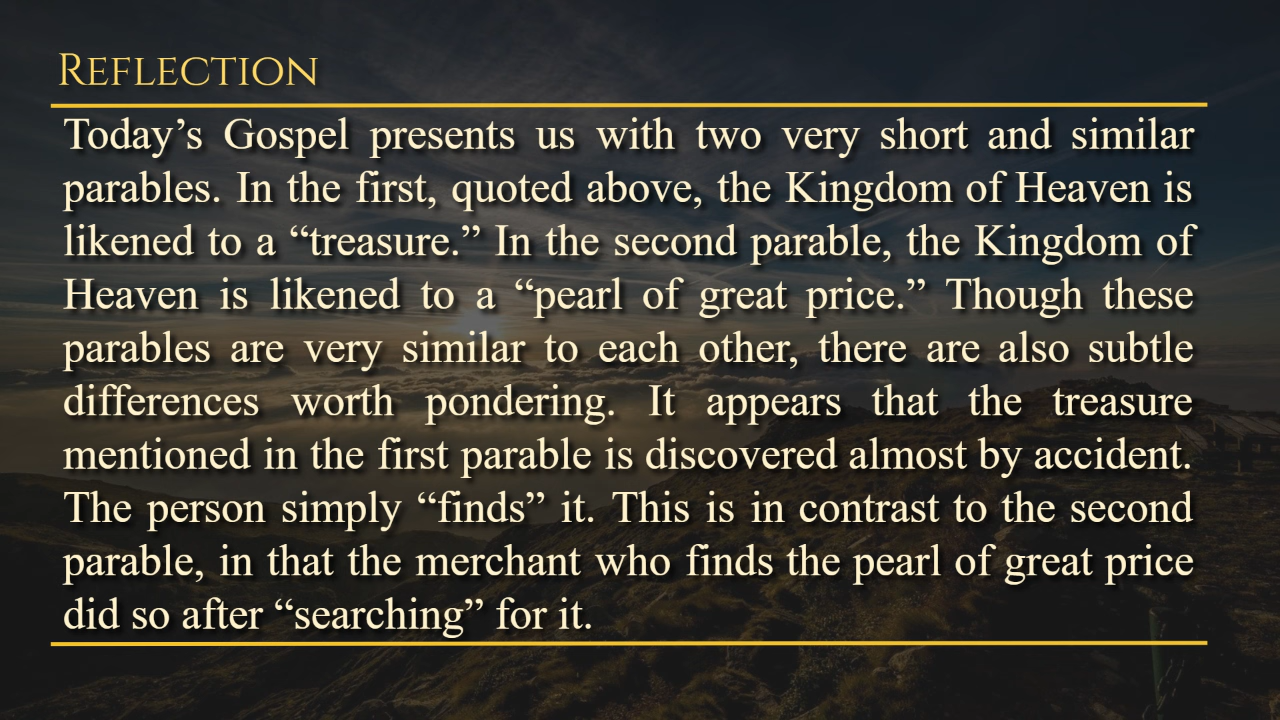 Reflection
Today’s Gospel presents us with two very short and similar
parables. In the first, quoted above, the Kingdom of Heaven is
likened to a “treasure.” In the second parable, the Kingdom of
Heaven is likened to a “pearl of great price.” Though these
parables are very similar to each other, there are also subtle
differences worth pondering. It appears that the treasure
mentioned in the first parable is discovered almost by accident.
The person simply “finds” it. This is in contrast to the second
parable, in that the merchant who finds the pearl of great price
did so after “searching” for it.